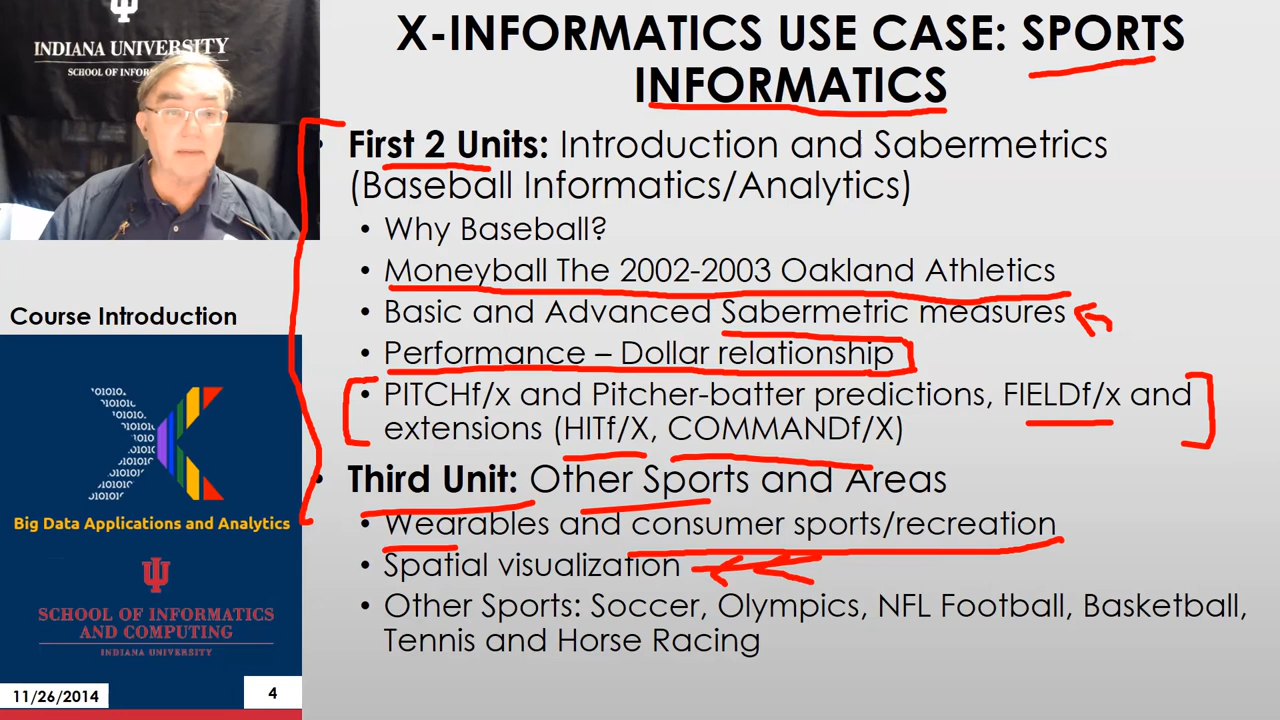 INDIANA UNIVERSITY
SCHOOL OF INFOR
X-INFORMATICS USE CASE: SPORTS
INFORMATICS
• First 2 Units: Introduction and Sabermetrics
(Baseball Informatics/Analytics)
• Why Baseball?
• Moneyball The 2002-2003 Oakland Athletics
• Basic and Advanced Sabermetric measures
• Performance – Dollar relationship
• PITCHf/x and Pitcher-batter predictions, FIELDf/x and
extensions (HITf/X, COMMANDf/X)
• Third Unit: Other Sports and Areas
• Wearables and consumer sports/recreation
• Spatial visualization
• Other Sports: Soccer, Olympics, NFL Football, Basketball,
Tennis and Horse Racing
Course Introduction
Big Data Applications and Analytics
SCHOOL OF INFORMATICS
AND COMPUTING
INDIANA UNIVERSITY
11/26/2014
4